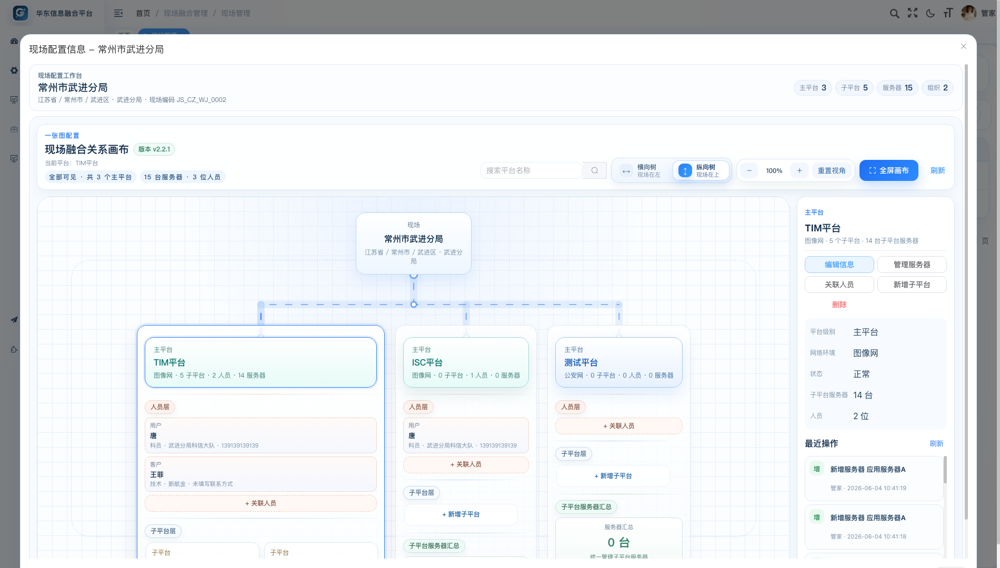 华东信息融合平台
首页 / 现场融合管理 / 现场管理
管家
现场配置信息 – 常州市武进分局
现场配置工作台
常州市武进分局
江苏省 / 常州市 / 武进区 · 武进分局 · 现场编码 JS_CZ_WJ_0002
主平台 3
子平台 5
服务器 15
组织 2
一张图配置
现场融合关系画布 版本 v2.2.1
当前平台：TIM平台
全部可见 · 共 3 个主平台
15 台服务器 · 3 位人员
搜索平台名称
横向树
现场在左
纵向树
现场在上
− 100% +
重置视角
全屏画布
刷新
现场
常州市武进分局
江苏省 / 常州市 / 武进区 · 武进分
局
主平台
TIM平台
图像网 · 5 子平台 · 2 人员 · 14 服务器
人员层
用户
唐
科员 · 武进分局科信大队 · 139139139139
客户
王菲
技术 · 新航金 · 未填写联系方式
+ 关联人员
子平台层
子平台
子平台
主平台
ISC平台
图像网 · 0 子平台 · 1 人员 · 0 服务器
人员层
用户
唐
科员 · 武进分局科信大队 · 139139139139
+ 关联人员
子平台层
+ 新增子平台
子平台服务器汇总
主平台
测试平台
公安网 · 0 子平台 · 0 人员 · 0 服务器
人员层
+ 关联人员
子平台层
+ 新增子平台
子平台服务器汇总
服务器汇总
0 台
统一管理子平台服务器
主平台
TIM平台
图像网 · 5 个子平台 · 14 台子平台服务器
编辑信息
管理服务器
关联人员
新增子平台
删除
平台级别 主平台
网络环境 图像网
状态 正常
子平台服务器 14 台
人员 2 位
最近操作 刷新
增 新增服务器 应用服务器A
管家 · 2026-06-04 10:41:19
增 新增服务器 应用服务器A
管家 · 2026-06-04 10:41:18
页